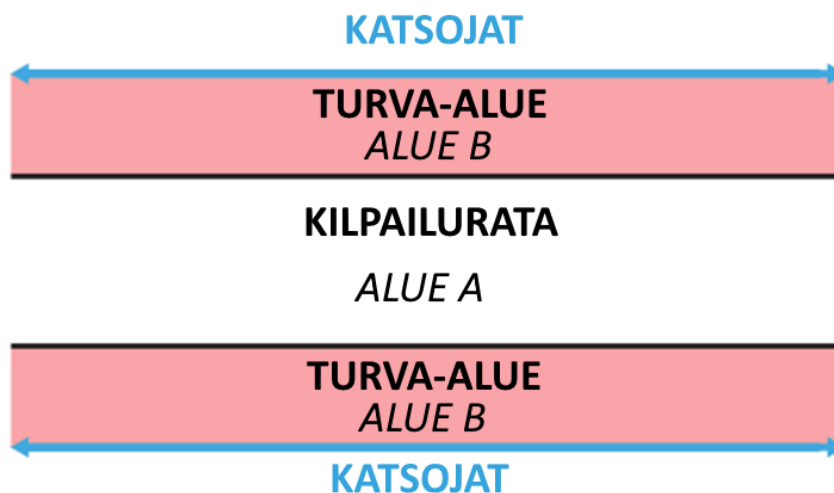 KATSOJAT
TURVA-ALUE
ALUE B
KILPAILURATA
ALUE A
TURVA-ALUE
ALUE B
KATSOJAT